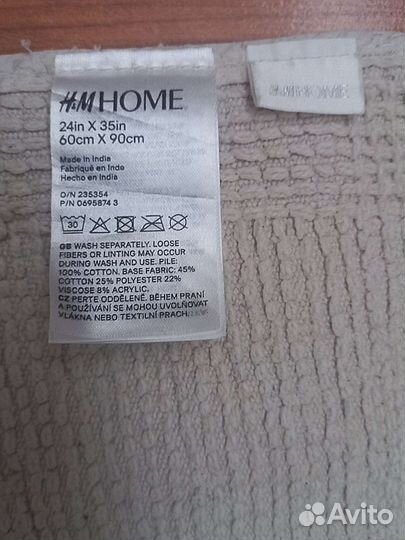 H&M HOME
24in X 35in
60cm X 90cm
Made in India
Fabriqué en Inde
Hecho en India
O/N 235354
P/N 0695874 3
30
GB WASH SEPARATELY. LOOSE
FIBERS OR LINTING MAY OCCUR
DURING WASH AND USE. PILE:
100% COTTON. BASE FABRIC: 45%
COTTON 25% POLYESTER 22%
VISCOSE 8% ACRYLIC.
CZ PERTE ODDĚLENĚ. BĚHEM PRANÍ
A POUŽÍVÁNÍ SE MOHOU UVOLŇOVAT
VLÁKNA NEBO TEXTILNÍ PRACH.
Avito